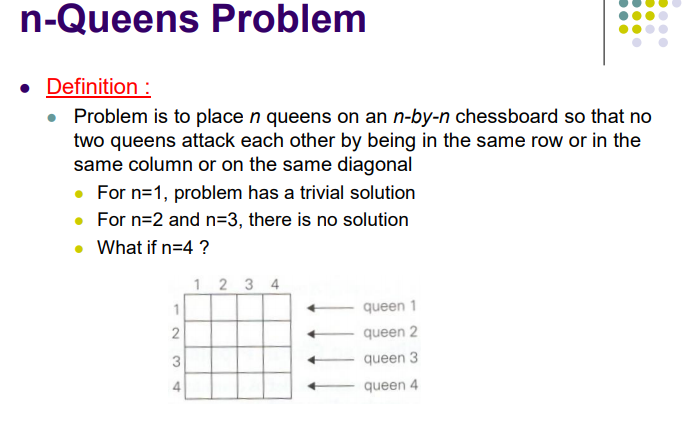 n-Queens Problem
Definition :
Problem is to place n queens on an n-by-n chessboard so that no
two queens attack each other by being in the same row or in the
same column or on the same diagonal
For n=1, problem has a trivial solution
For n=2 and n=3, there is no solution
What if n=4 ?
1 2 3 4
1 queen 1
2 queen 2
3 queen 3
4 queen 4